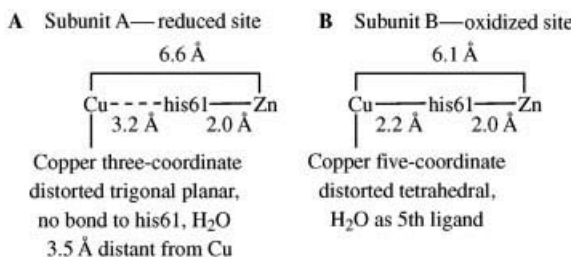 A Subunit A—reduced site
6.6 Å
Cu----his61—Zn
3.2 Å 2.0 Å
Copper three-coordinate
distorted trigonal planar,
no bond to his61, H₂O
3.5 Å distant from Cu
B Subunit B—oxidized site
6.1 Å
Cu—his61—Zn
2.2 Å 2.0 Å
Copper five-coordinate
distorted tetrahedral,
H₂O as 5th ligand